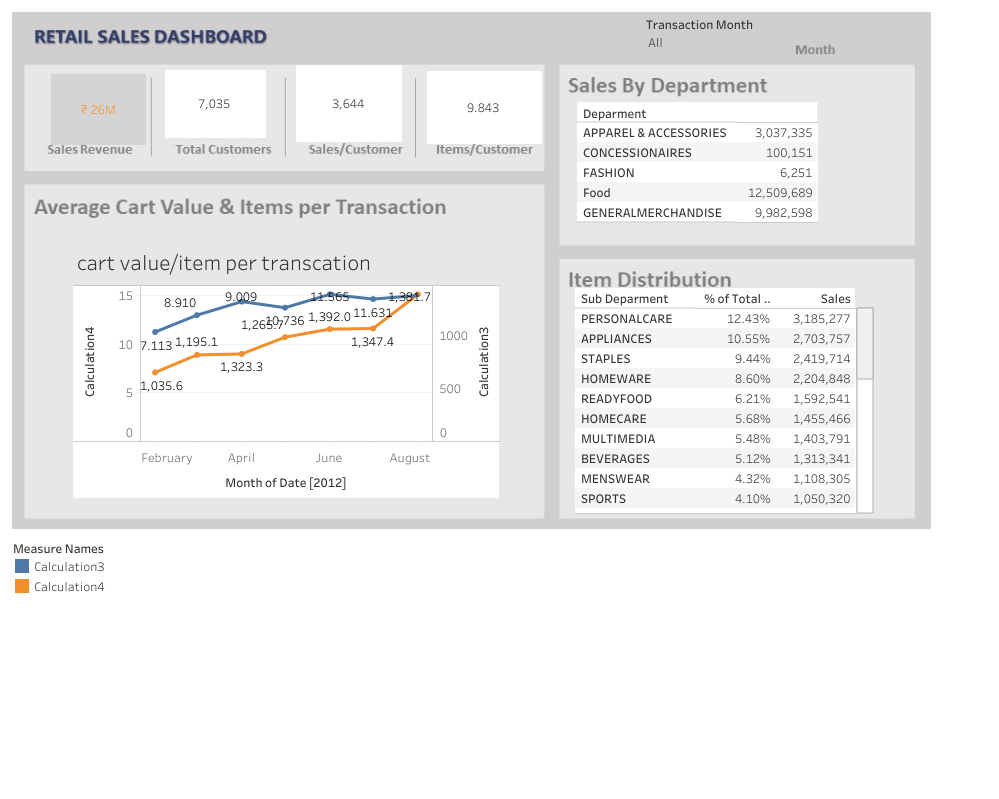 RETAIL SALES DASHBOARD
Transaction Month
All
Month
₹ 26M
7,035
3,644
9.843
Sales Revenue
Total Customers
Sales/Customer
Items/Customer
Sales By Department
Deparment
APPAREL & ACCESSORIES 3,037,335
CONCESSIONAIRES 100,151
FASHION 6,251
Food 12,509,689
GENERALMERCHANDISE 9,982,598
Average Cart Value & Items per Transaction
cart value/item per transcation
15
10
5
0
Calculation4
8.910
9.009
11.565
1,381.7
7.113
1,195.1
1,265.7
10.736
1,392.0
11.631
1,035.6
1,323.3
1,347.4
1000
500
0
Calculation3
February April June August
Month of Date [2012]
Item Distribution
Sub Deparment % of Total .. Sales
PERSONALCARE 12.43% 3,185,277
APPLIANCES 10.55% 2,703,757
STAPLES 9.44% 2,419,714
HOMEWARE 8.60% 2,204,848
READYFOOD 6.21% 1,592,541
HOMECARE 5.68% 1,455,466
MULTIMEDIA 5.48% 1,403,791
BEVERAGES 5.12% 1,313,341
MENSWEAR 4.32% 1,108,305
SPORTS 4.10% 1,050,320
Measure Names
Calculation3
Calculation4